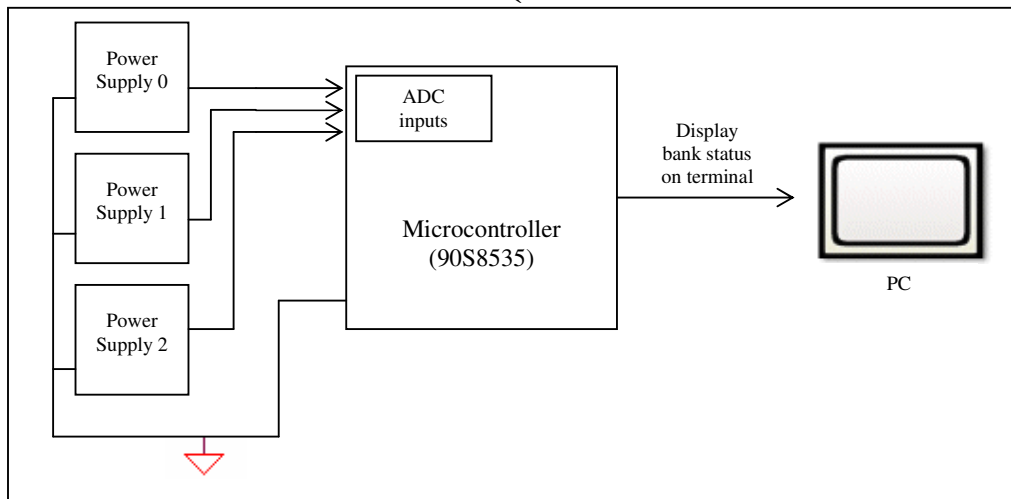 Power
Supply 0
Power
Supply 1
Power
Supply 2
ADC
inputs
Microcontroller
(90S8535)
Display
bank status
on terminal
PC